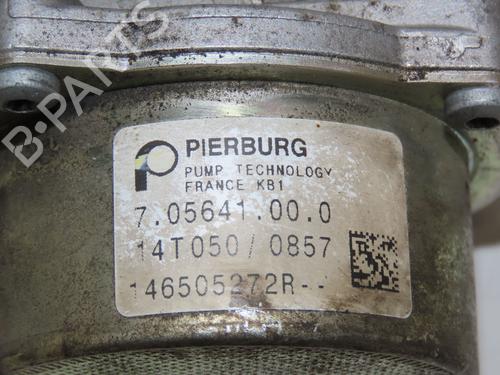 B-PARTS
PIERBURG
PUMP TECHNOLOGY
FRANCE KB1
7.05641.00.0
14T050 / 0857
146505272R--